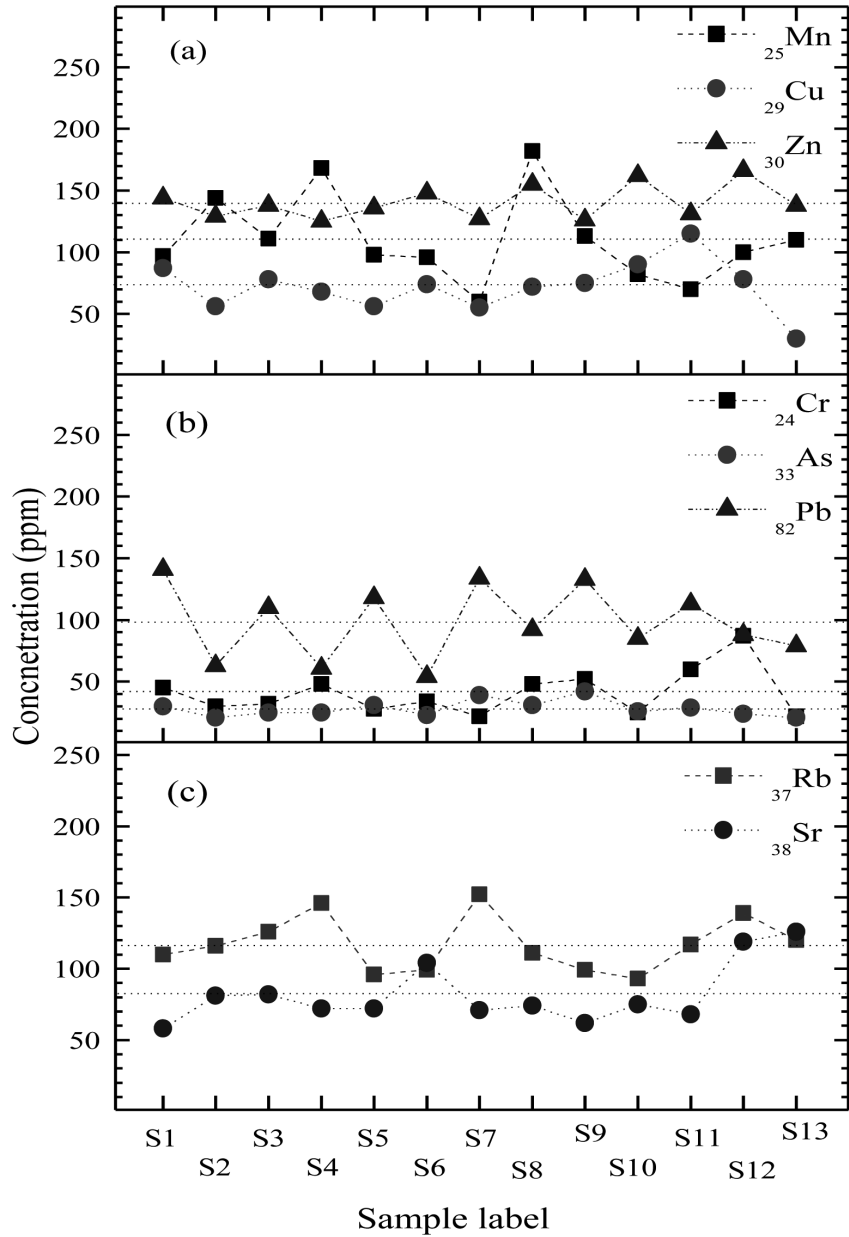 (a)
25Mn
29Cu
30Zn
250
200
150
100
50
(b)
24Cr
33As
82Pb
250
200
150
100
50
(c)
37Rb
38Sr
250
200
150
100
50
Concnetration (ppm)
S1 S3 S5 S7 S9 S11 S13
S2 S4 S6 S8 S10 S12
Sample label